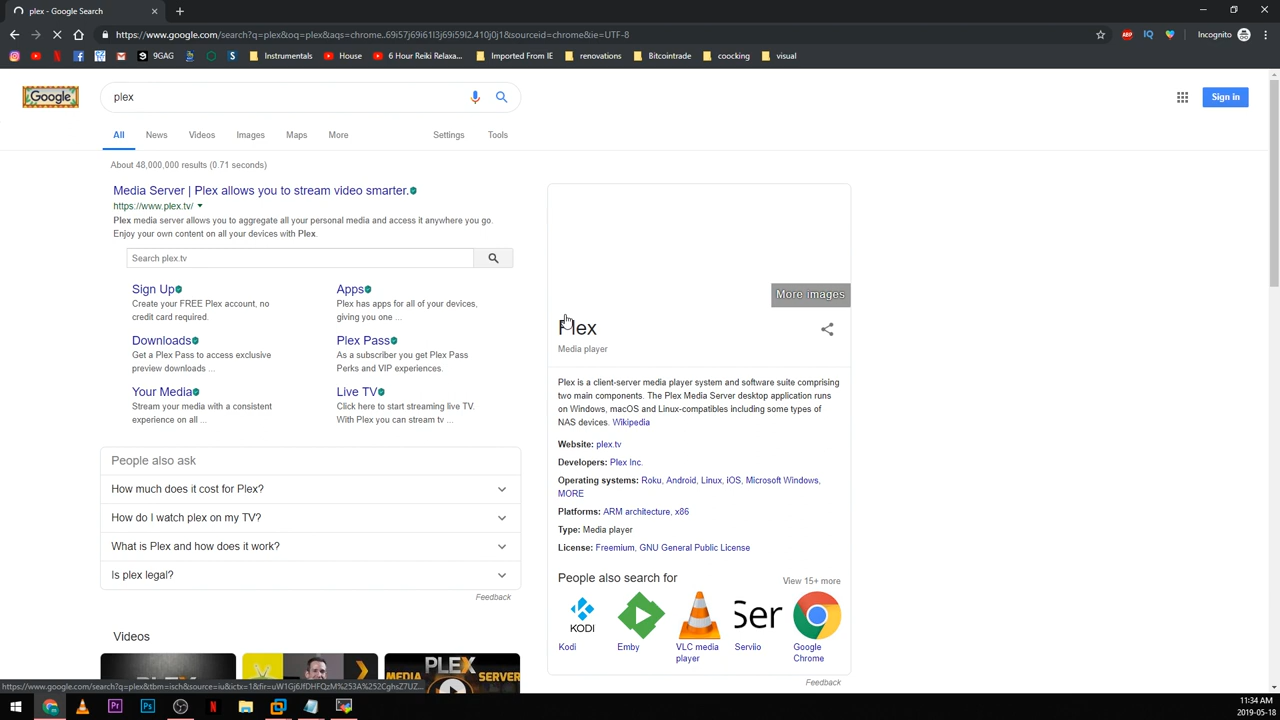 plex - Google Search
https://www.google.com/search?q=plex&oq=plex&aqs=chrome..69i57j69i61l3j69i59l2.410j0j1&sourceid=chrome&ie=UTF-8
ABP
IQ
Incognito
9GAG
Instrumentals
House
6 Hour Reiki Relaxa...
Imported From IE
renovations
Bitcointrade
coocking
visual
Google
plex
Sign in
All
News
Videos
Images
Maps
More
Settings
Tools
About 48,000,000 results (0.71 seconds)
Media Server | Plex allows you to stream video smarter.
https://www.plex.tv/
Plex media server allows you to aggregate all your personal media and access it anywhere you go.
Enjoy your own content on all your devices with Plex.
Search plex.tv
Sign Up
Create your FREE Plex account, no
credit card required.
Apps
Plex has apps for all of your devices,
giving you one ...
Downloads
Get a Plex Pass to access exclusive
preview downloads ...
Plex Pass
As a subscriber you get Plex Pass
Perks and VIP experiences.
Your Media
Stream your media with a consistent
experience on all ...
Live TV
Click here to start streaming live TV.
With Plex you can stream tv ...
People also ask
How much does it cost for Plex?
How do I watch plex on my TV?
What is Plex and how does it work?
Is plex legal?
Feedback
Videos
PLEX
MEDIA SERVER
More images
Plex
Media player
Plex is a client-server media player system and software suite comprising
two main components. The Plex Media Server desktop application runs
on Windows, macOS and Linux-compatibles including some types of
NAS devices. Wikipedia
Website: plex.tv
Developers: Plex Inc.
Operating systems: Roku, Android, Linux, iOS, Microsoft Windows,
MORE
Platforms: ARM architecture, x86
Type: Media player
License: Freemium, GNU General Public License
People also search for
View 15+ more
KODI
Ser
Kodi
Emby
VLC media
player
Serviio
Google
Chrome
Feedback
Pr
Ps
11:34 AM
2019-05-18